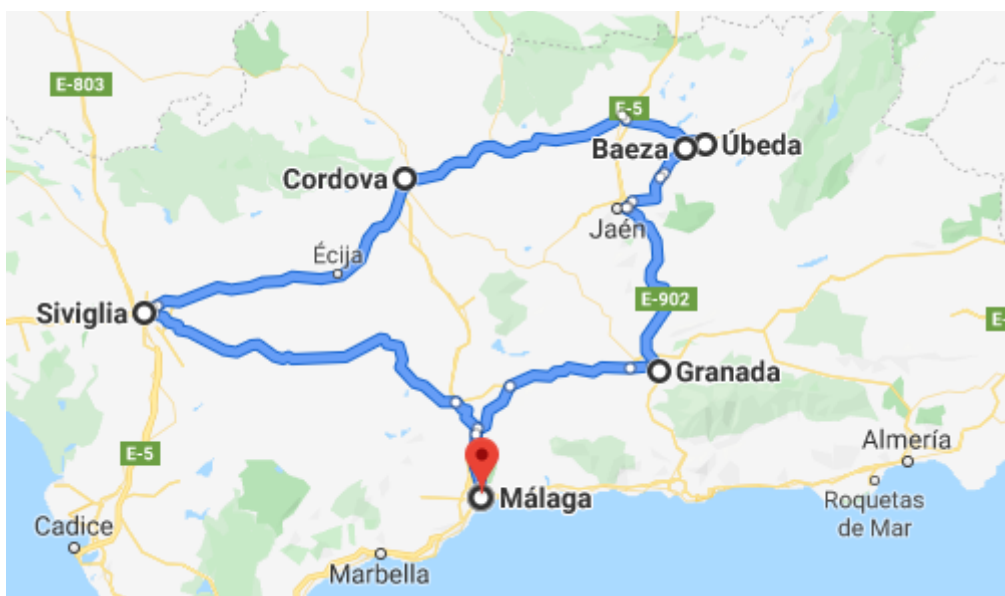 E-803
E-5
Baeza
Úbeda
Cordova
Jaén
Écija
Siviglia
E-902
E-
Granada
E-5
Almería
Málaga
Roquetas
de Mar
Cadice
Marbella